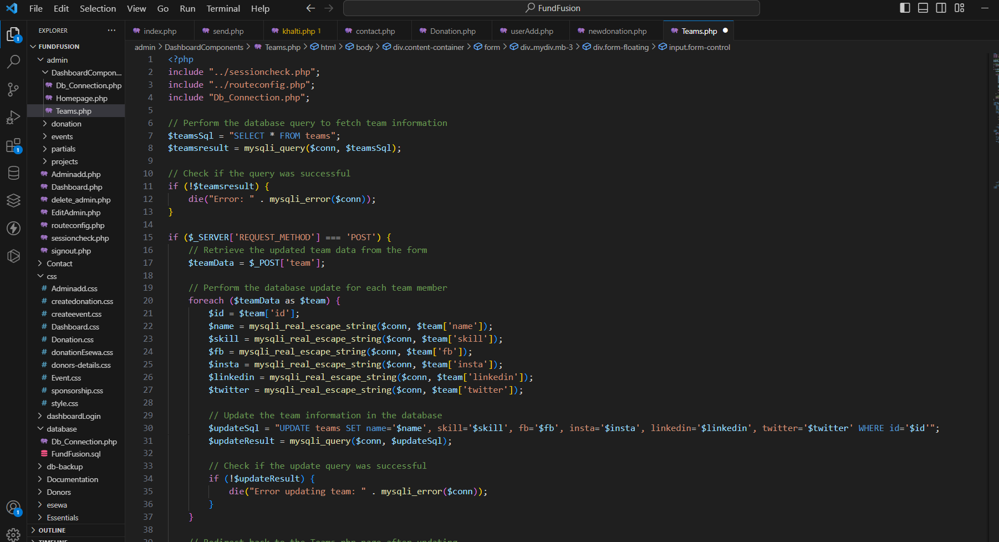 File Edit Selection View Go Run Terminal Help FundFusion
EXPLORER ...
index.php send.php khalti.php 1 contact.php Donation.php userAdd.php newdonation.php Teams.php
admin > DashboardComponents > Teams.php > html > body > div.content-container > form > div..mydiv.mb-3 > div.form-floating > input.form-control
1
FUNDFUSION
admin
DashboardCompon...
Db_Connection.php
Homepage.php
Teams.php
donation
events
partials
projects
Adminadd.php
Dashboard.php
delete_admin.php
EditAdmin.php
routeconfig.php
sessioncheck.php
signout.php
Contact
css
Adminadd.css
createdonation.css
createevent.css
Dashboard.css
Donation.css
donationEsewa.css
donors-details.css
Event.css
sponsorship.css
style.css
dashboardLogin
database
Db_Connection.php
FundFusion.sql
db-backup
Documentation
Donors
esewa
Essentials
OUTLINE
TIMELINE
1
1
1 <?php
2 include "../sessioncheck.php";
3 include "../routeconfig.php";
4 include "Db_Connection.php";
5
6 // Perform the database query to fetch team information
7 $teamsSql = "SELECT * FROM teams";
8 $teamsresult = mysqli_query($conn, $teamsSql);
9
10 // Check if the query was successful
11 if (!$teamsresult) {
12     die("Error: " . mysqli_error($conn));
13 }
14
15 if ($_SERVER['REQUEST_METHOD'] === 'POST') {
16     // Retrieve the updated team data from the form
17     $teamData = $_POST['team'];
18
19     // Perform the database update for each team member
20     foreach ($teamData as $team) {
21         $id = $team['id'];
22         $name = mysqli_real_escape_string($conn, $team['name']);
23         $skill = mysqli_real_escape_string($conn, $team['skill']);
24         $fb = mysqli_real_escape_string($conn, $team['fb']);
25         $insta = mysqli_real_escape_string($conn, $team['insta']);
26         $linkedin = mysqli_real_escape_string($conn, $team['linkedin']);
27         $twitter = mysqli_real_escape_string($conn, $team['twitter']);
28
29         // Update the team information in the database
30         $updateSql = "UPDATE teams SET name='$name', skill='$skill', fb='$fb', insta='$insta', linkedin='$linkedin', twitter='$twitter' WHERE id='$id'";
31         $updateResult = mysqli_query($conn, $updateSql);
32
33         // Check if the update query was successful
34         if (!$updateResult) {
35             die("Error updating team: " . mysqli_error($conn));
36         }
37     }
38
39     // Redirect back to the Teams.php page after updating